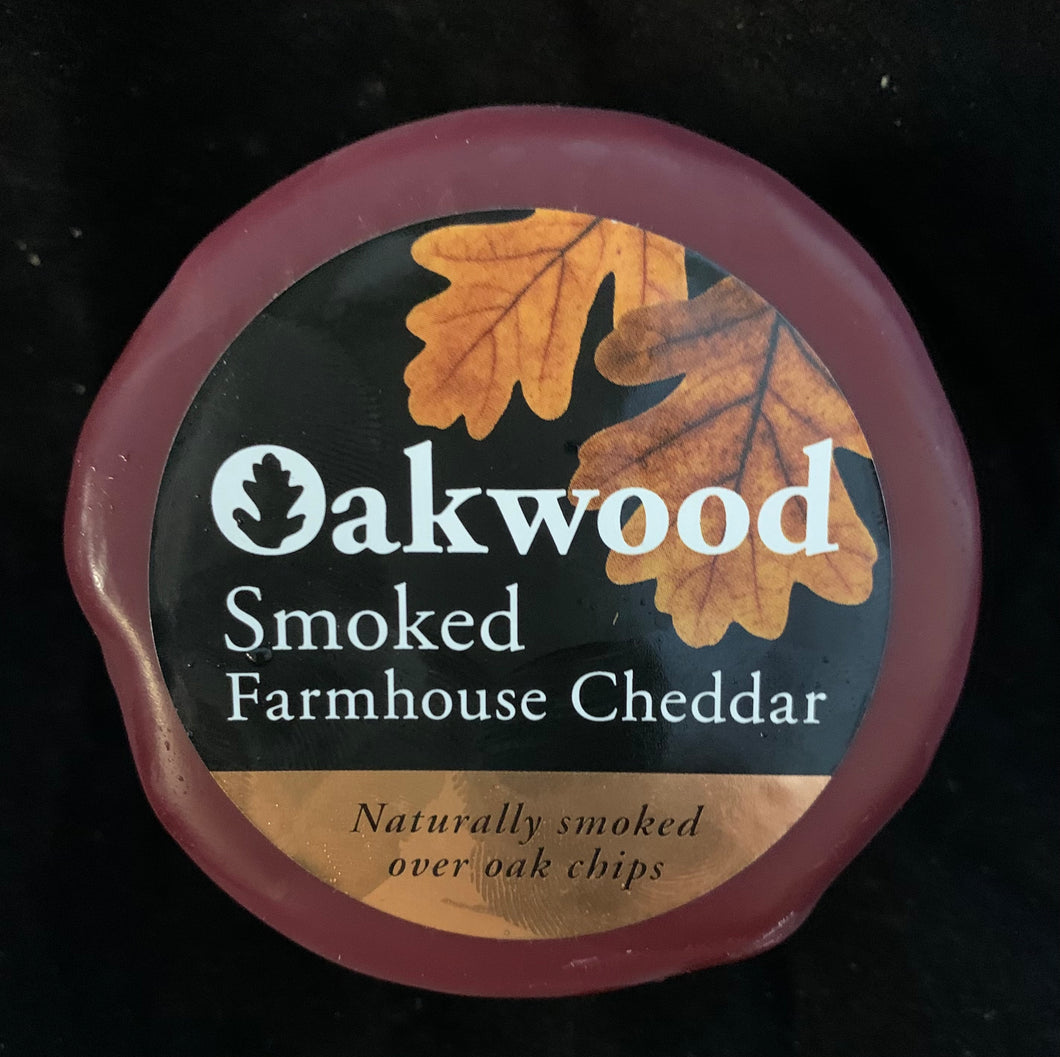 Oakwood
Smoked
Farmhouse Cheddar
Naturally smoked
over oak chips